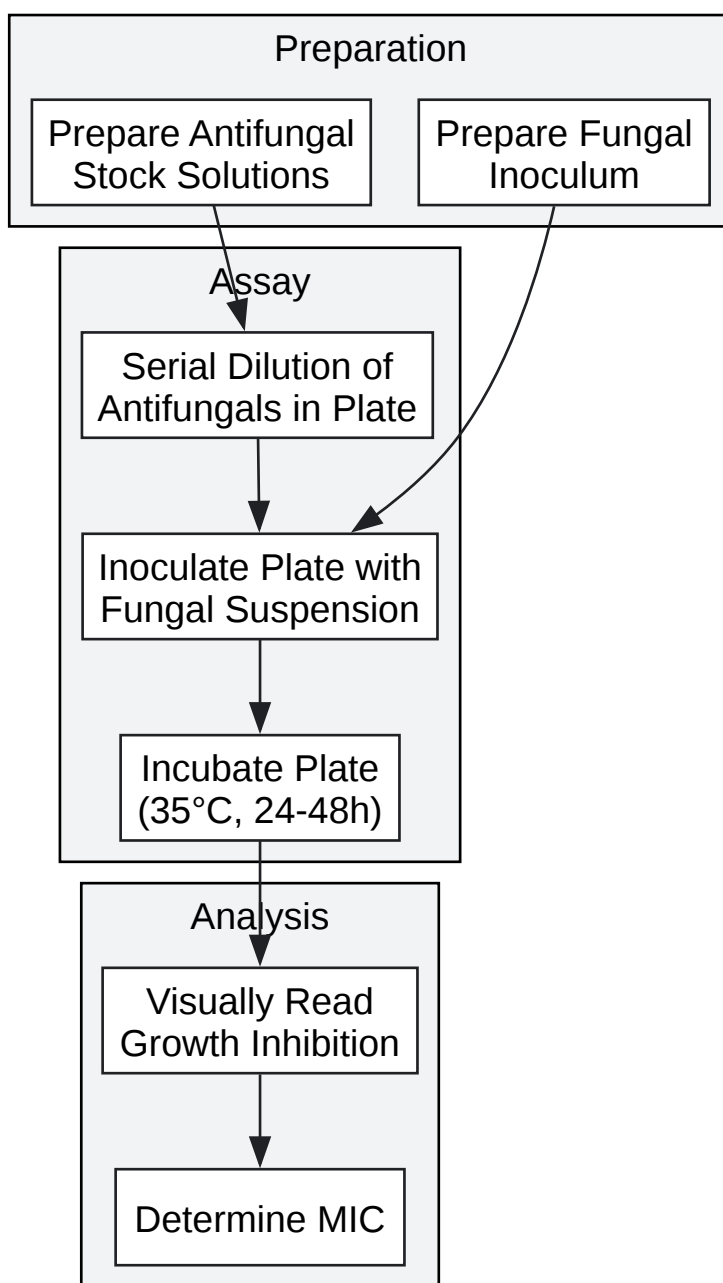 Preparation
Prepare Antifungal
Stock Solutions
Prepare Fungal
Inoculum
Assay
Serial Dilution of
Antifungals in Plate
Inoculate Plate with
Fungal Suspension
Incubate Plate
(35°C, 24-48h)
Analysis
Visually Read
Growth Inhibition
Determine MIC